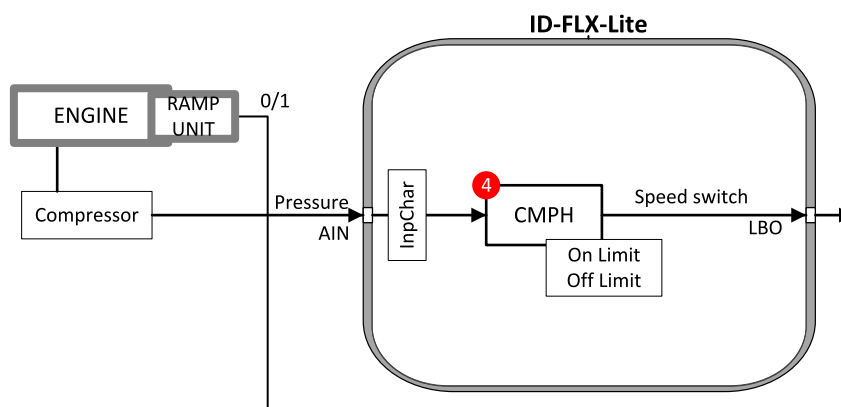 ID-FLX-Lite
ENGINE
RAMP
UNIT
0/1
Compressor
Pressure
AIN
InpChar
4
CMPH
On Limit
Off Limit
Speed switch
LBO